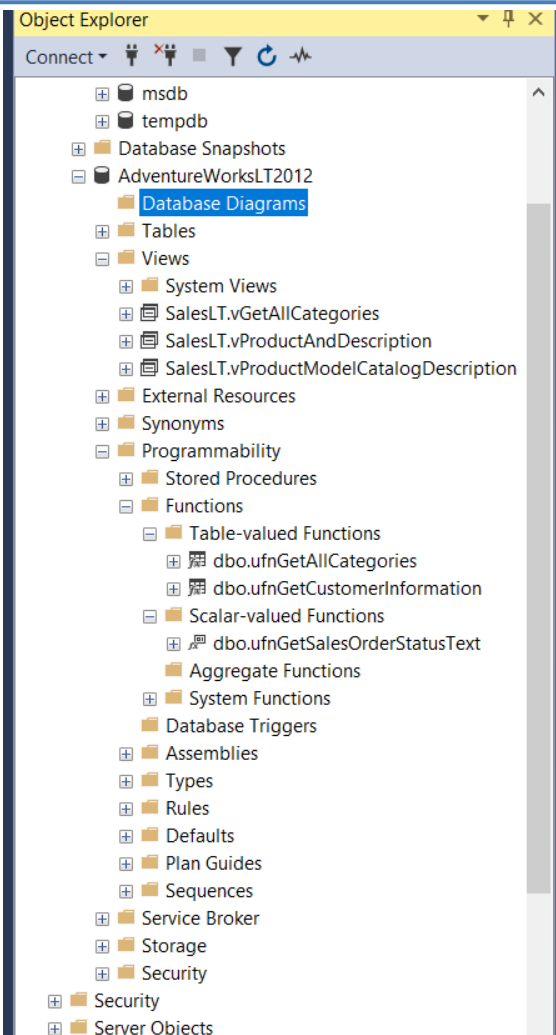 Object Explorer
Connect
msdb
tempdb
Database Snapshots
AdventureWorksLT2012
Database Diagrams
Tables
Views
System Views
SalesLT.vGetAllCategories
SalesLT.vProductAndDescription
SalesLT.vProductModelCatalogDescription
External Resources
Synonyms
Programmability
Stored Procedures
Functions
Table-valued Functions
dbo.ufnGetAllCategories
dbo.ufnGetCustomerInformation
Scalar-valued Functions
dbo.ufnGetSalesOrderStatusText
Aggregate Functions
System Functions
Database Triggers
Assemblies
Types
Rules
Defaults
Plan Guides
Sequences
Service Broker
Storage
Security
Security
Server Objects